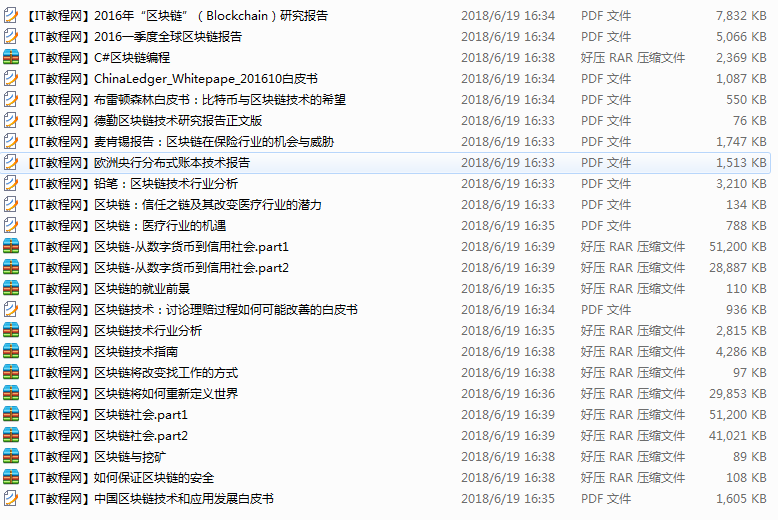 【IT教程网】2016年“区块链”（Blockchain）研究报告 2018/6/19 16:34 PDF 文件 7,832 KB
【IT教程网】2016一季度全球区块链报告 2018/6/19 16:34 PDF 文件 5,066 KB
【IT教程网】C#区块链编程 2018/6/19 16:38 好压 RAR 压缩文件 2,369 KB
【IT教程网】ChinaLedger_Whitepape_201610白皮书 2018/6/19 16:34 PDF 文件 1,087 KB
【IT教程网】布雷顿森林白皮书：比特币与区块链技术的希望 2018/6/19 16:34 PDF 文件 550 KB
【IT教程网】德勤区块链技术研究报告正文版 2018/6/19 16:33 PDF 文件 76 KB
【IT教程网】麦肯锡报告：区块链在保险行业的机会与威胁 2018/6/19 16:33 PDF 文件 1,747 KB
【IT教程网】欧洲央行分布式账本技术报告 2018/6/19 16:33 PDF 文件 1,513 KB
【IT教程网】铅笔：区块链技术行业分析 2018/6/19 16:33 PDF 文件 3,210 KB
【IT教程网】区块链：信任之链及其改变医疗行业的潜力 2018/6/19 16:33 PDF 文件 134 KB
【IT教程网】区块链：医疗行业的机遇 2018/6/19 16:35 PDF 文件 788 KB
【IT教程网】区块链-从数字货币到信用社会.part1 2018/6/19 16:39 好压 RAR 压缩文件 51,200 KB
【IT教程网】区块链-从数字货币到信用社会.part2 2018/6/19 16:39 好压 RAR 压缩文件 28,887 KB
【IT教程网】区块链的就业前景 2018/6/19 16:35 好压 RAR 压缩文件 110 KB
【IT教程网】区块链技术：讨论理赔过程如何可能改善的白皮书 2018/6/19 16:34 PDF 文件 936 KB
【IT教程网】区块链技术行业分析 2018/6/19 16:35 好压 RAR 压缩文件 2,815 KB
【IT教程网】区块链技术指南 2018/6/19 16:38 好压 RAR 压缩文件 4,286 KB
【IT教程网】区块链将改变找工作的方式 2018/6/19 16:38 好压 RAR 压缩文件 97 KB
【IT教程网】区块链将如何重新定义世界 2018/6/19 16:36 好压 RAR 压缩文件 29,853 KB
【IT教程网】区块链社会.part1 2018/6/19 16:39 好压 RAR 压缩文件 51,200 KB
【IT教程网】区块链社会.part2 2018/6/19 16:39 好压 RAR 压缩文件 41,021 KB
【IT教程网】区块链与挖矿 2018/6/19 16:38 好压 RAR 压缩文件 89 KB
【IT教程网】如何保证区块链的安全 2018/6/19 16:38 好压 RAR 压缩文件 108 KB
【IT教程网】中国区块链技术和应用发展白皮书 2018/6/19 16:35 PDF 文件 1,605 KB